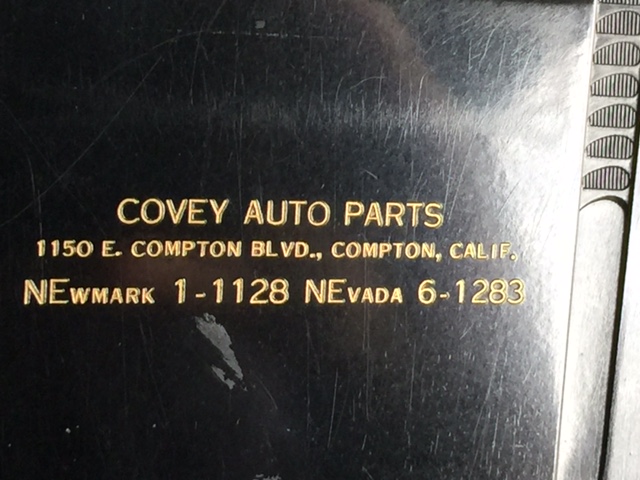 COVEY AUTO PARTS
1150 E. COMPTON BLVD., COMPTON, CALIF.
NEWMARK 1-1128 NEVADA 6-1283